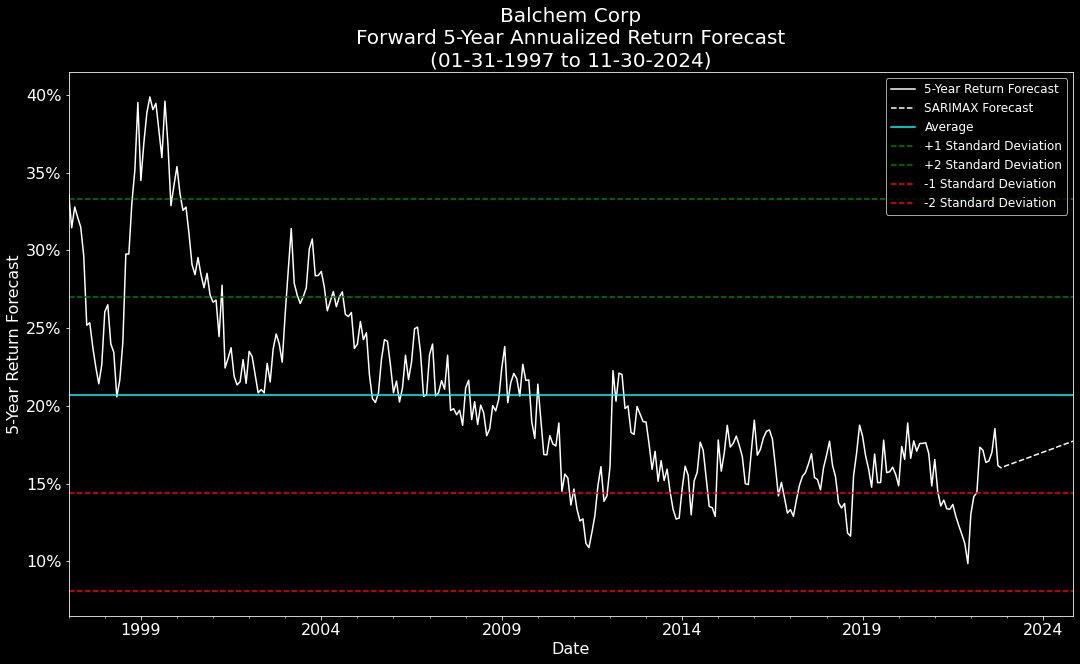 Balchem Corp
Forward 5-Year Annualized Return Forecast
(01-31-1997 to 11-30-2024)
5-Year Return Forecast
SARIMAX Forecast
Average
+1 Standard Deviation
+2 Standard Deviation
-1 Standard Deviation
-2 Standard Deviation
5-Year Return Forecast
40%
35%
30%
25%
20%
15%
10%
1999
2004
2009
2014
2019
2024
Date